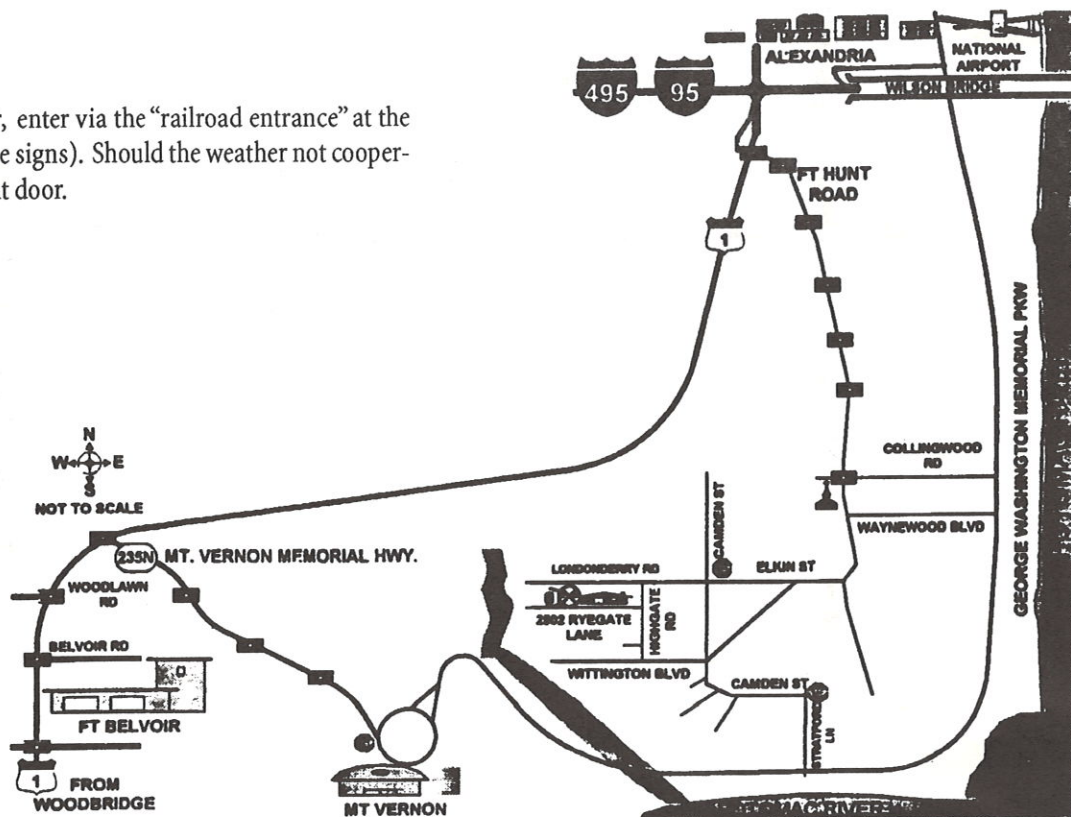 r, enter via the “railroad entrance” at the
e signs). Should the weather not cooper-
t door.
ALEXANDRIA
NATIONAL
AIRPORT
495
95
WILSON BRIDGE
FT HUNT
ROAD
1
GEORGE WASHINGTON MEMORIAL PKW
COLLINGWOOD
RD
N
W E
S
NOT TO SCALE
WAYNEWOOD BLVD
CAMDEN ST
235N MT. VERNON MEMORIAL HWY.
LONDONDERRY RD
ELKIN ST
WOODLAWN
RD
2502 RYEGATE
LANE
HIGHGATE
RD
BELVOIR RD
WITTINGTON BLVD
CAMDEN ST
STRATFORD
LN
FT BELVOIR
1
FROM
WOODBRIDGE
MT VERNON
RIVER